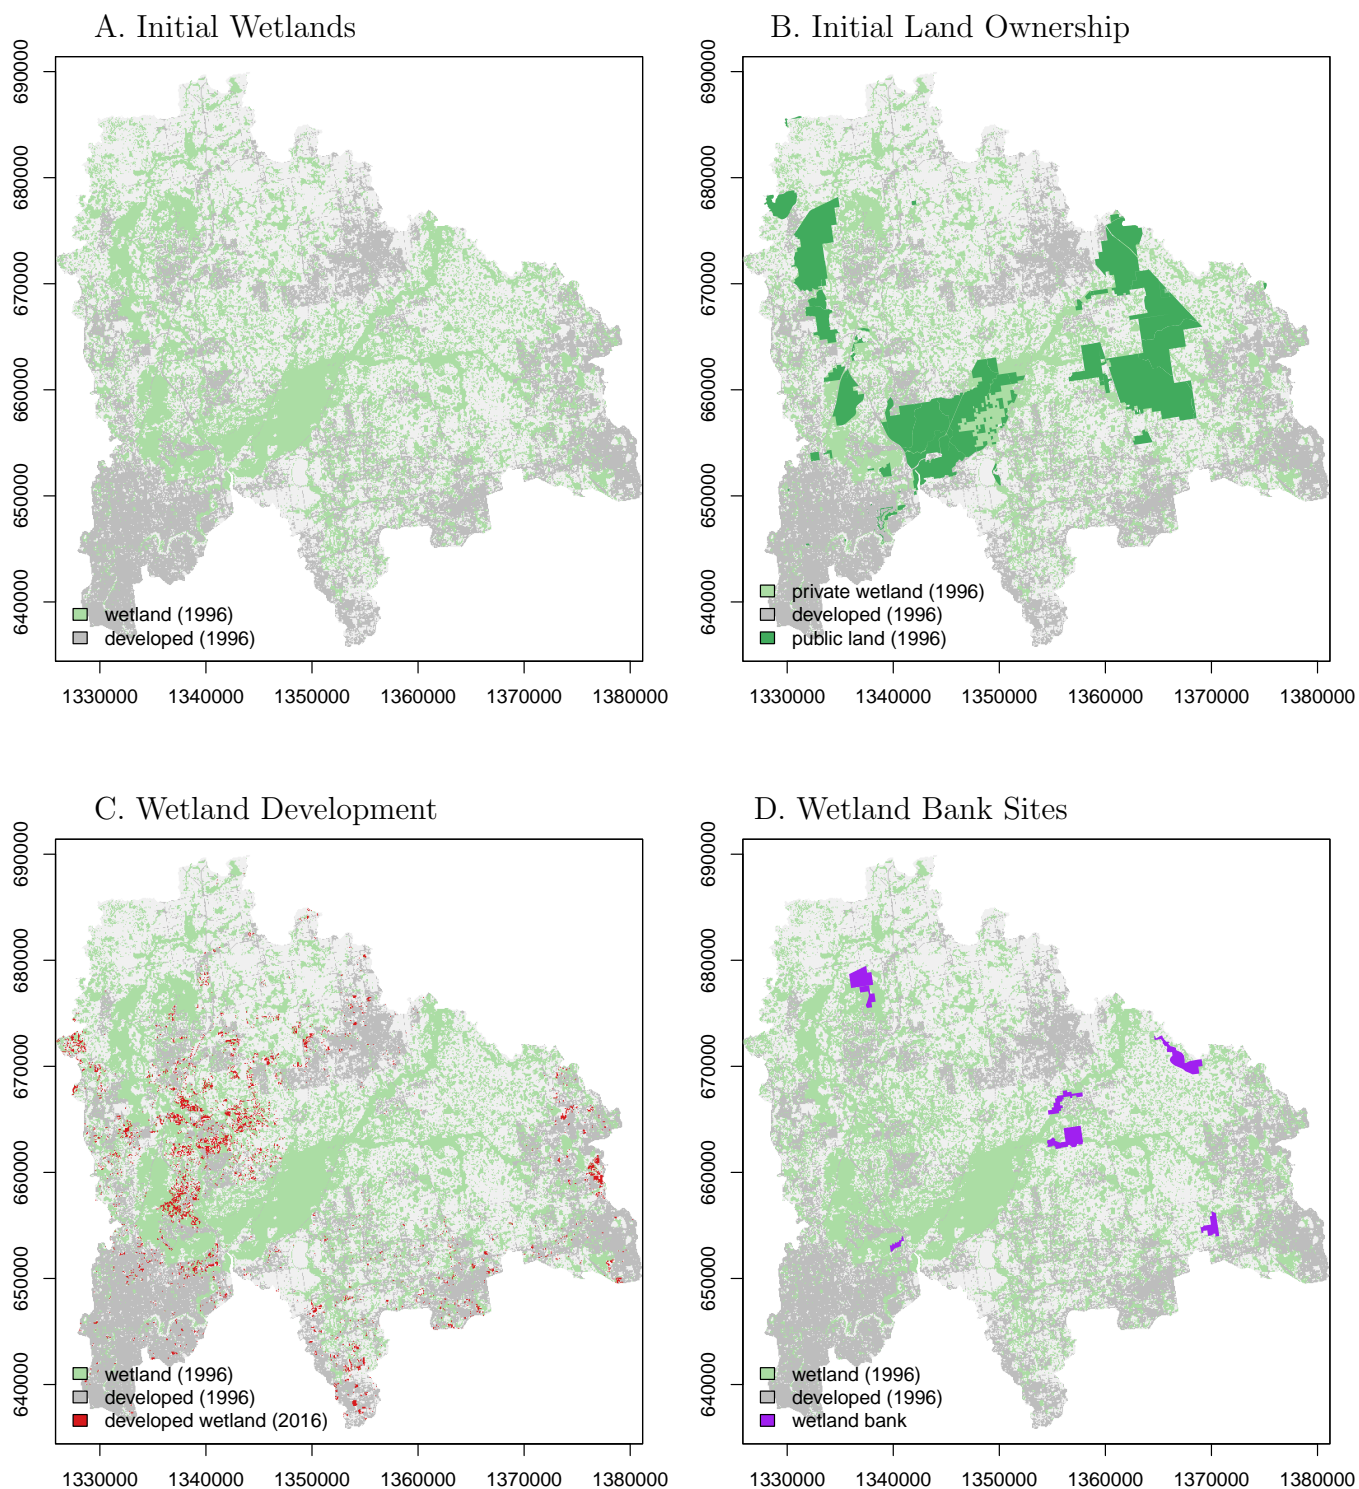 A. Initial Wetlands
690000
680000
670000
660000
650000
640000
wetland (1996)
developed (1996)
1330000 1340000 1350000 1360000 1370000 1380000
B. Initial Land Ownership
690000
680000
670000
660000
650000
640000
private wetland (1996)
developed (1996)
public land (1996)
1330000 1340000 1350000 1360000 1370000 1380000
C. Wetland Development
690000
680000
670000
660000
650000
640000
wetland (1996)
developed (1996)
developed wetland (2016)
1330000 1340000 1350000 1360000 1370000 1380000
D. Wetland Bank Sites
690000
680000
670000
660000
650000
640000
wetland (1996)
developed (1996)
wetland bank
1330000 1340000 1350000 1360000 1370000 1380000